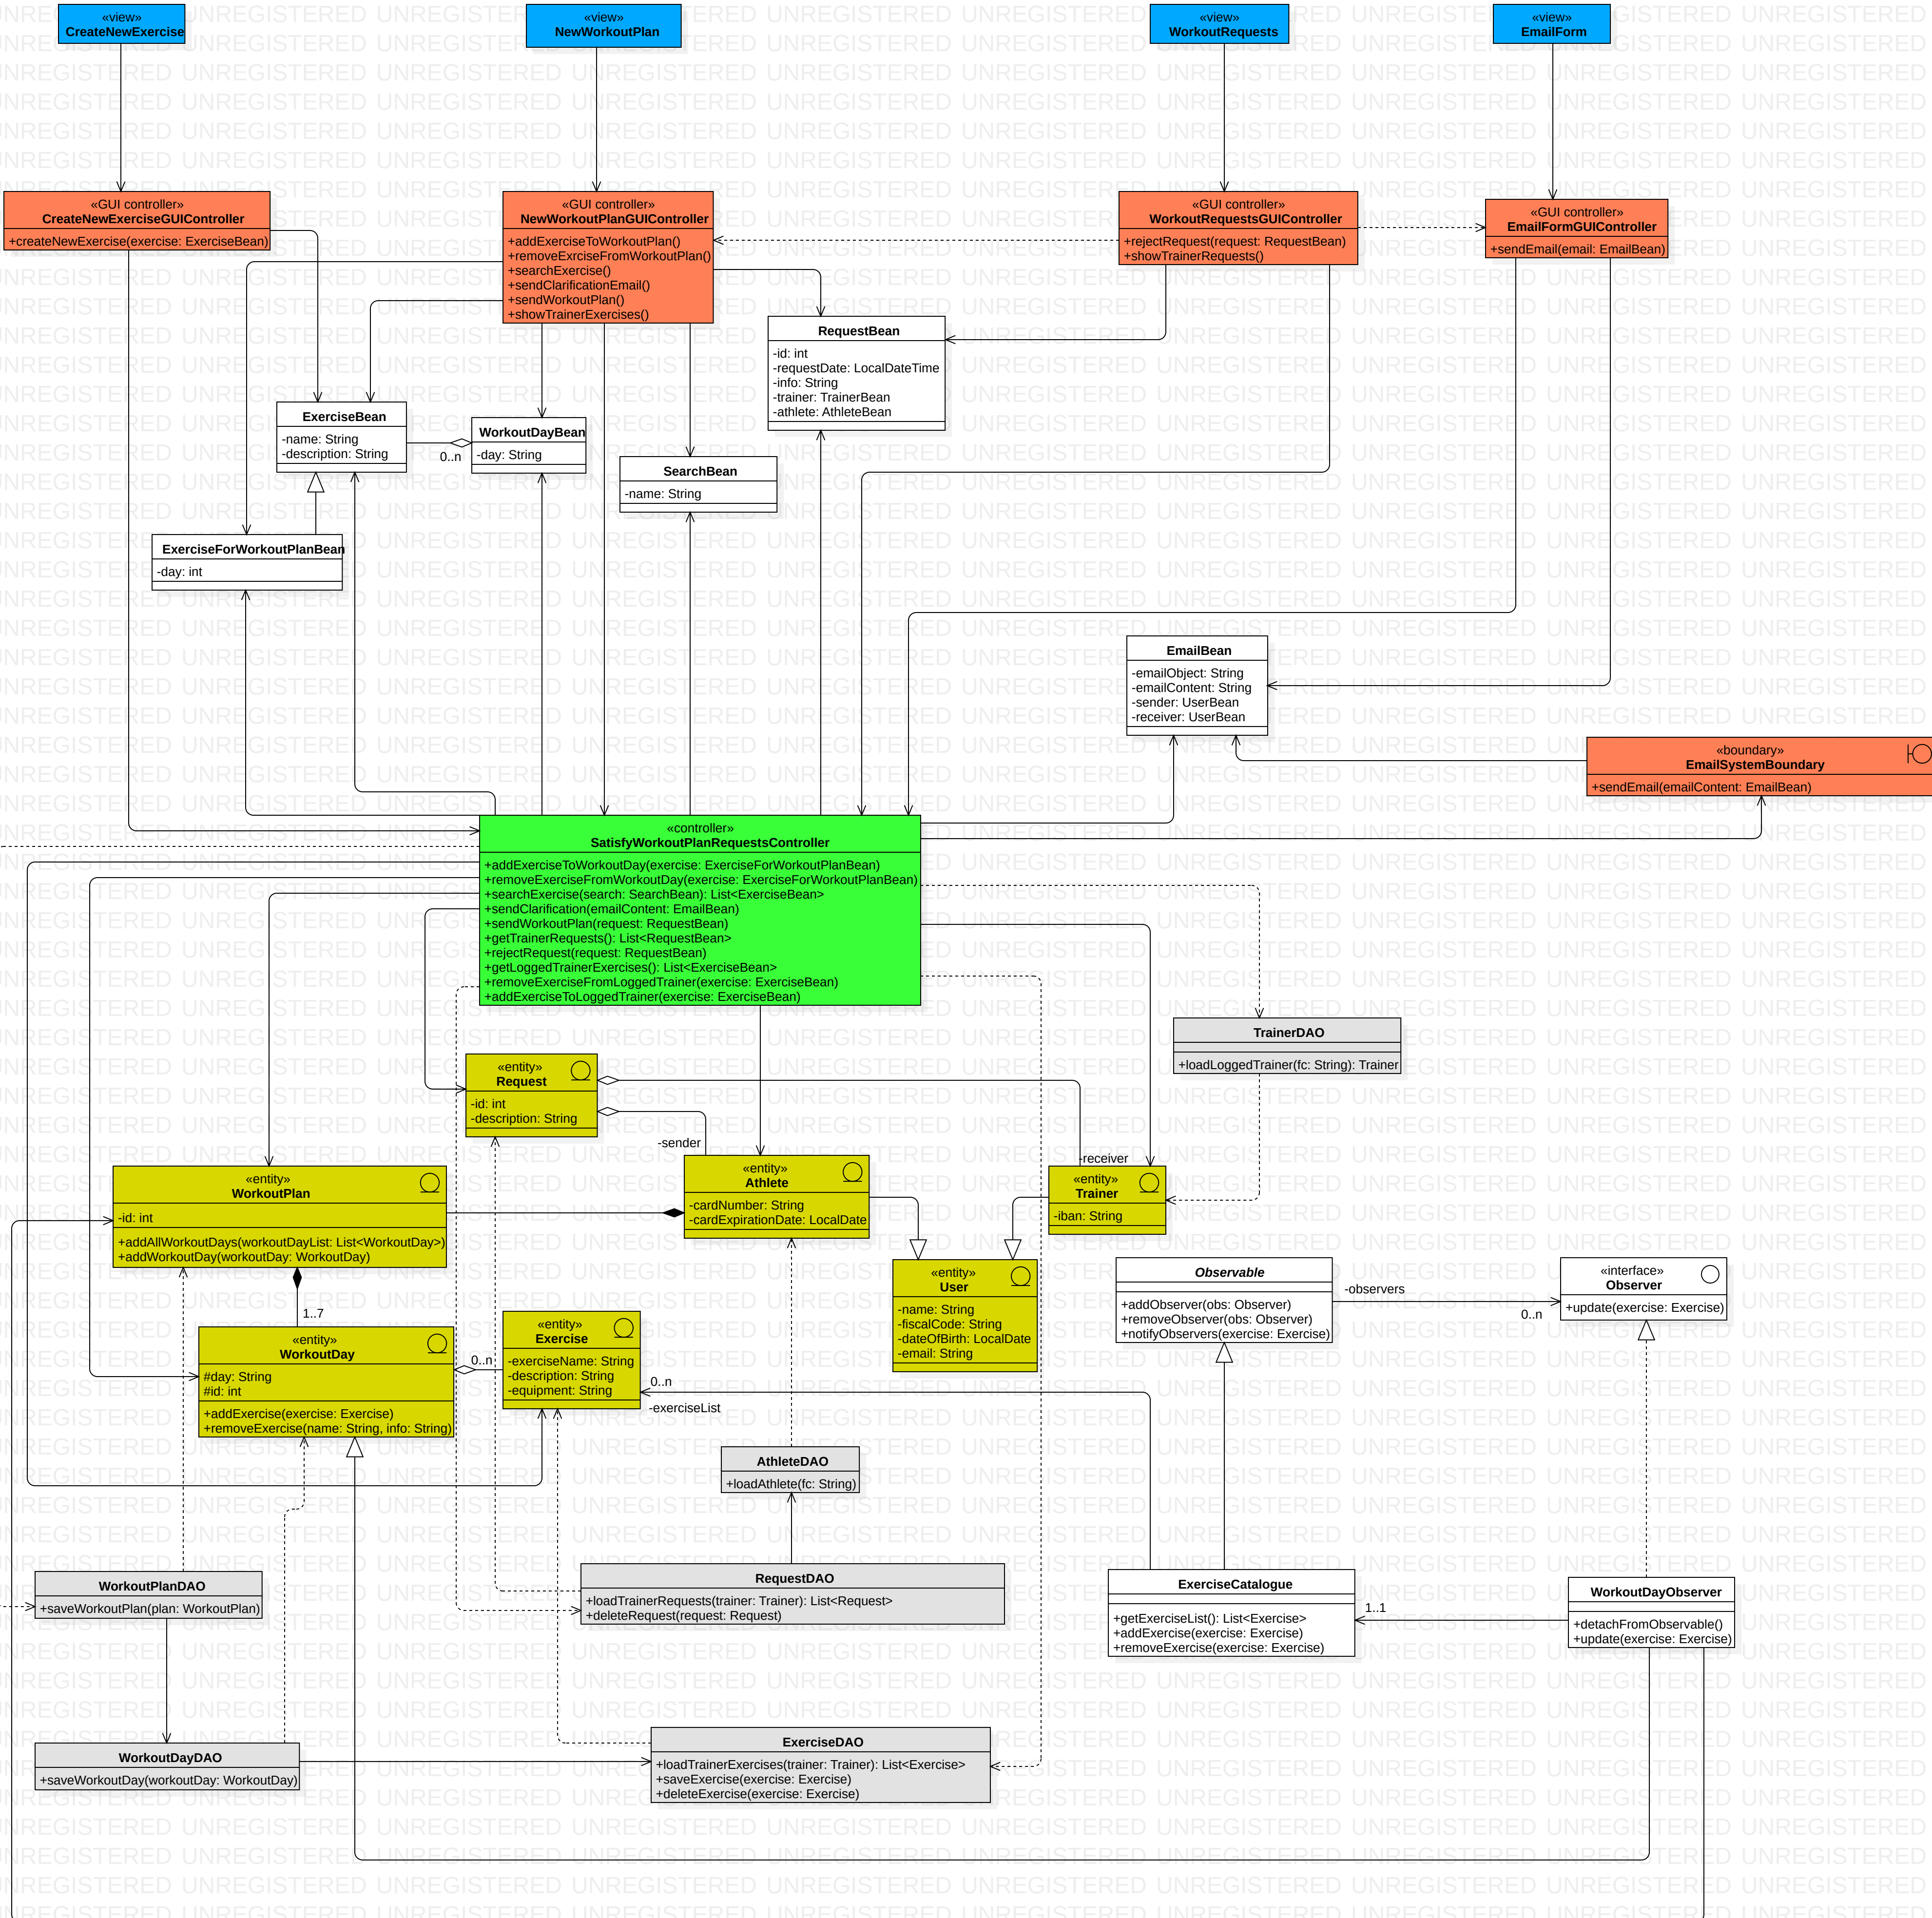 «view»
CreateNewExercise
«view»
NewWorkoutPlan
«view»
WorkoutRequests
«view»
EmailForm
«GUI controller»
CreateNewExerciseGUIController
+createNewExercise(exercise: ExerciseBean)
«GUI controller»
NewWorkoutPlanGUIController
+addExerciseToWorkoutPlan()
+removeExrciseFromWorkoutPlan()
+searchExercise()
+sendClarificationEmail()
+sendWorkoutPlan()
+showTrainerExercises()
«GUI controller»
WorkoutRequestsGUIController
+rejectRequest(request: RequestBean)
+showTrainerRequests()
«GUI controller»
EmailFormGUIController
+sendEmail(email: EmailBean)
RequestBean
-id: int
-requestDate: LocalDateTime
-info: String
-trainer: TrainerBean
-athlete: AthleteBean
ExerciseBean
-name: String
-description: String
0..n
WorkoutDayBean
-day: String
SearchBean
-name: String
ExerciseForWorkoutPlanBean
-day: int
EmailBean
-emailObject: String
-emailContent: String
-sender: UserBean
-receiver: UserBean
«boundary»
EmailSystemBoundary
+sendEmail(emailContent: EmailBean)
«controller»
SatisfyWorkoutPlanRequestsController
+addExerciseToWorkoutDay(exercise: ExerciseForWorkoutPlanBean)
+removeExerciseFromWorkoutDay(exercise: ExerciseForWorkoutPlanBean)
+searchExercise(search: SearchBean): List<ExerciseBean>
+sendClarification(emailContent: EmailBean)
+sendWorkoutPlan(request: RequestBean)
+getTrainerRequests(): List<RequestBean>
+rejectRequest(request: RequestBean)
+getLoggedTrainerExercises(): List<ExerciseBean>
+removeExerciseFromLoggedTrainer(exercise: ExerciseBean)
+addExerciseToLoggedTrainer(exercise: ExerciseBean)
TrainerDAO
+loadLoggedTrainer(fc: String): Trainer
«entity»
Request
-id: int
-description: String
-sender
-receiver
«entity»
WorkoutPlan
-id: int
+addAllWorkoutDays(workoutDayList: List<WorkoutDay>)
+addWorkoutDay(workoutDay: WorkoutDay)
«entity»
Athlete
-cardNumber: String
-cardExpirationDate: LocalDate
«entity»
Trainer
-iban: String
«entity»
User
-name: String
-fiscalCode: String
-dateOfBirth: LocalDate
-email: String
Observable
+addObserver(obs: Observer)
+removeObserver(obs: Observer)
+notifyObservers(exercise: Exercise)
-observers
0..n
«interface»
Observer
+update(exercise: Exercise)
1..7
«entity»
WorkoutDay
#day: String
#id: int
+addExercise(exercise: Exercise)
+removeExercise(name: String, info: String)
0..n
«entity»
Exercise
-exerciseName: String
-description: String
-equipment: String
0..n
-exerciseList
AthleteDAO
+loadAthlete(fc: String)
WorkoutPlanDAO
+saveWorkoutPlan(plan: WorkoutPlan)
RequestDAO
+loadTrainerRequests(trainer: Trainer): List<Request>
+deleteRequest(request: Request)
ExerciseCatalogue
+getExerciseList(): List<Exercise>
+addExercise(exercise: Exercise)
+removeExercise(exercise: Exercise)
1..1
WorkoutDayObserver
+detachFromObservable()
+update(exercise: Exercise)
WorkoutDayDAO
+saveWorkoutDay(workoutDay: WorkoutDay)
ExerciseDAO
+loadTrainerExercises(trainer: Trainer): List<Exercise>
+saveExercise(exercise: Exercise)
+deleteExercise(exercise: Exercise)